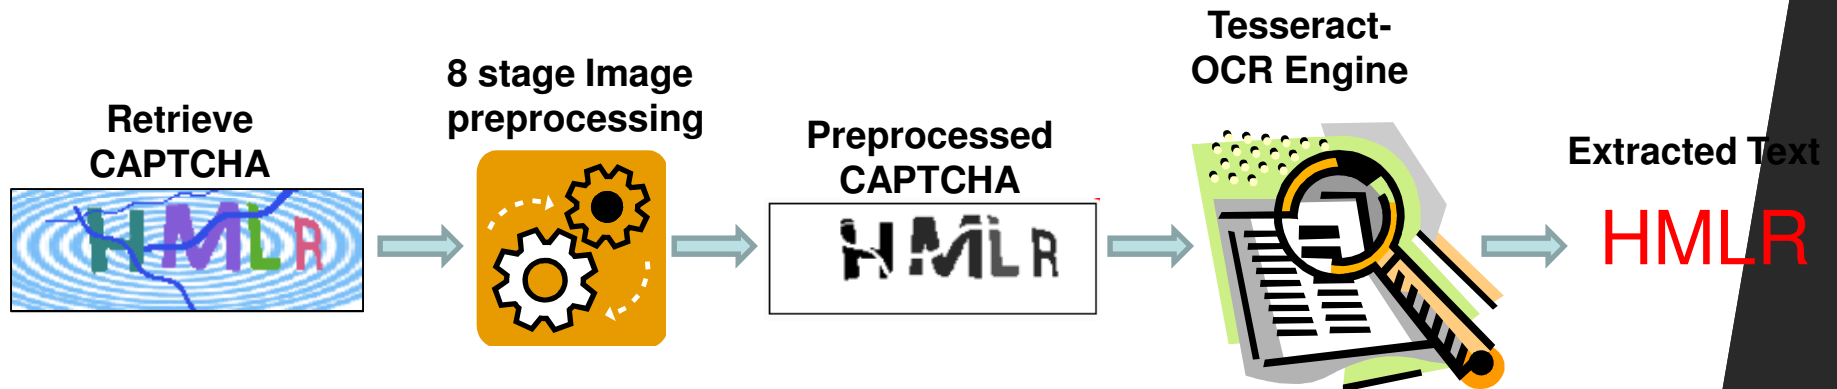 Retrieve
CAPTCHA
HMLR
8 stage Image
preprocessing
Preprocessed
CAPTCHA
HMLR
Tesseract-
OCR Engine
Extracted Text
HMLR